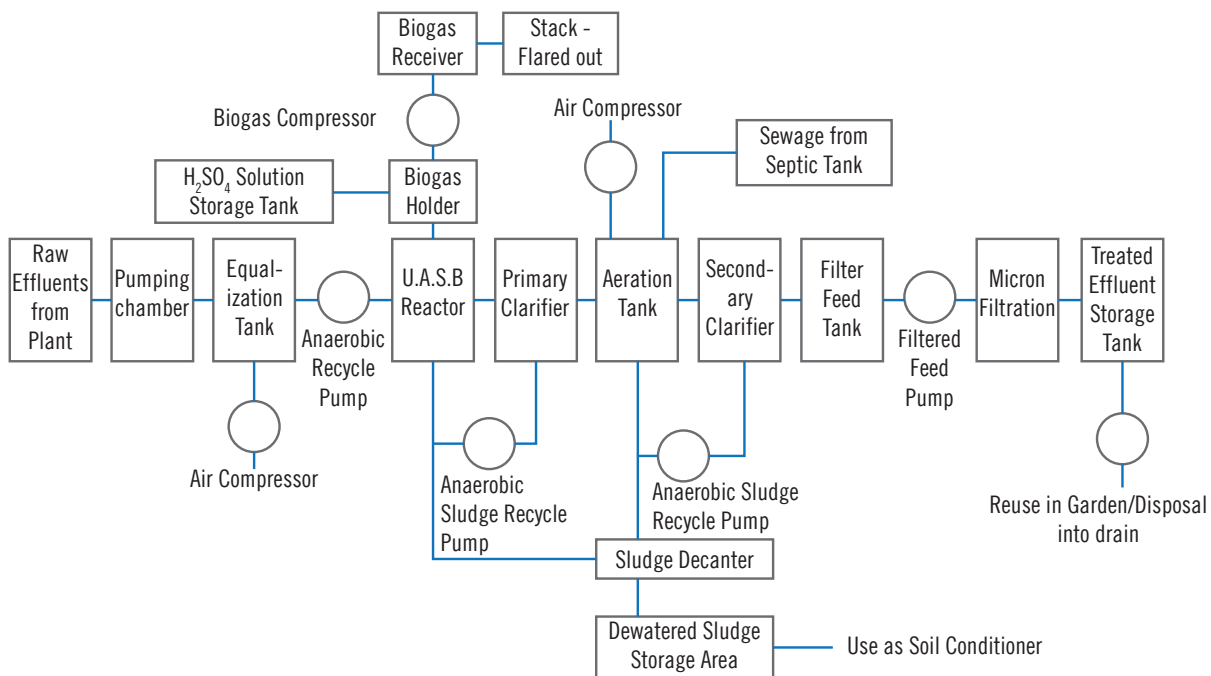 Biogas
Receiver
Stack -
Flared out
Biogas Compressor
Air Compressor
Sewage from
Septic Tank
H₂SO₄ Solution
Storage Tank
Biogas
Holder
Raw
Effluents
from
Plant
Pumping
chamber
Equal-
ization
Tank
Anaerobic
Recycle
Pump
U.A.S.B
Reactor
Primary
Clarifier
Aeration
Tank
Second-
ary
Clarifier
Filter
Feed
Tank
Filtered
Feed
Pump
Micron
Filtration
Treated
Effluent
Storage
Tank
Air Compressor
Anaerobic
Sludge Recycle
Pump
Anaerobic Sludge
Recycle Pump
Reuse in Garden/Disposal
into drain
Sludge Decanter
Dewatered Sludge
Storage Area
Use as Soil Conditioner